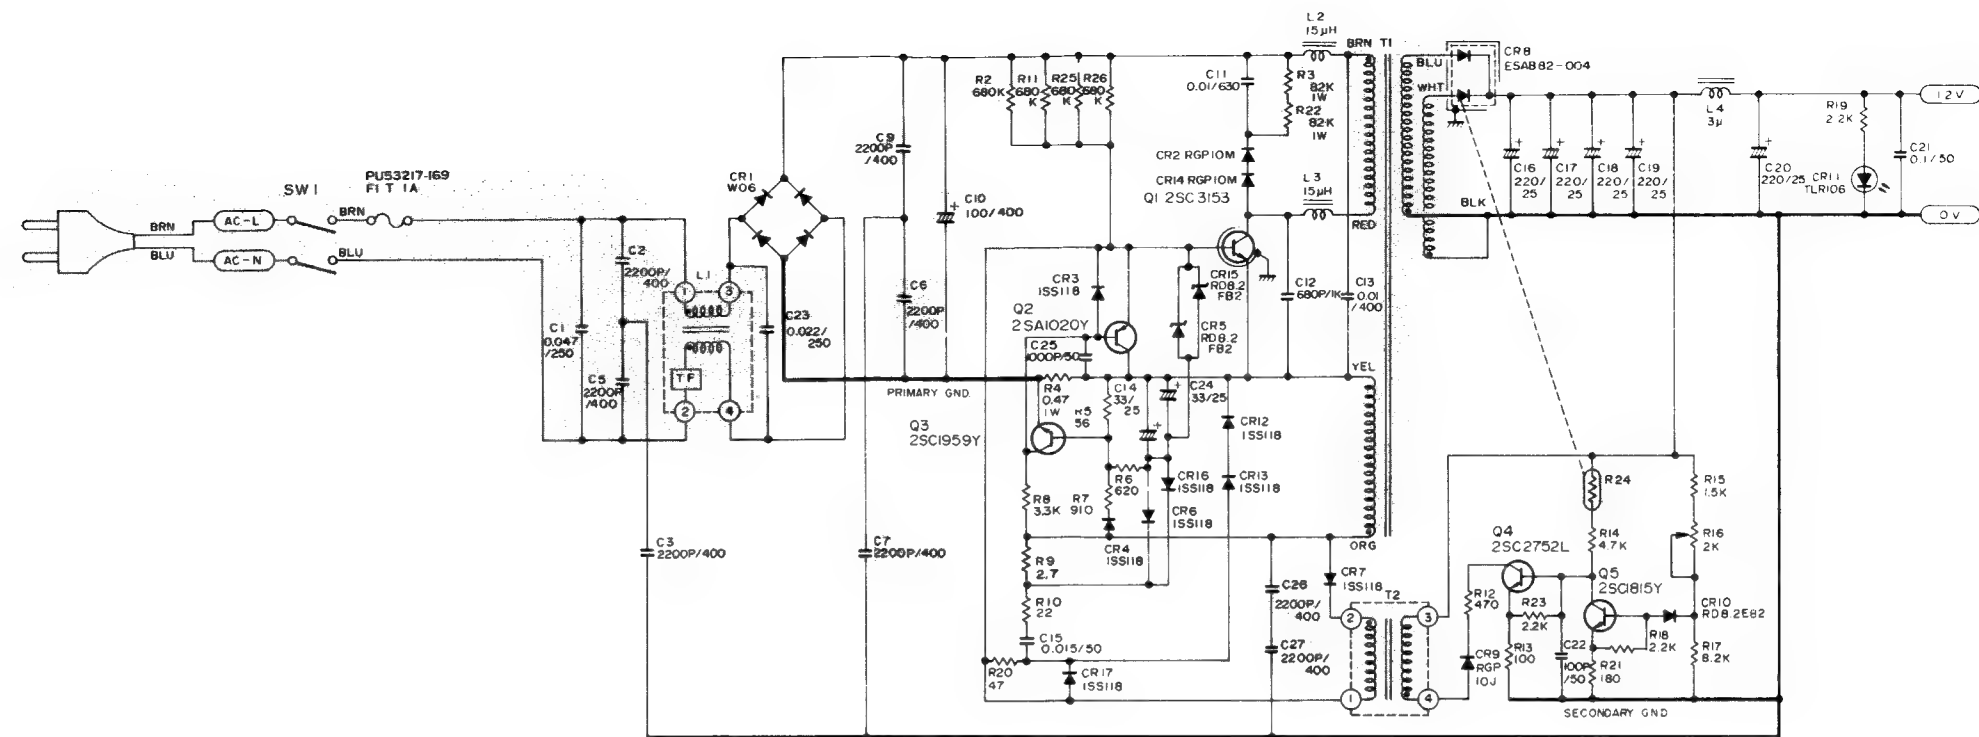 AC-L
AC-N
BRN
BLU
SW1
BRN
BLU
PU53217-169
F1 T 1A
C1
0.047
/250
C2
2200P/
400
C5
2200P
/400
L1
1
3
TF
2
4
C23
0.022/
250
C3
2200P/400
CR1
W06
C9
2200P
/400
C6
2200P
/400
C10
100/400
C7
2200P/400
PRIMARY GND.
R2
680K
R11
680
K
R25
680
K
R26
680
K
C11
0.01/630
L2
15μH
R3
82K
1W
R22
82K
1W
CR2 RGP10M
CR14 RGP10M
Q1 2SC3153
L3
15μH
BRN
T1
RED
YEL
ORG
CR3
1SS118
Q2
2SA1020Y
C25
1000P/50
CR15
RD8.2
FB2
CR5
RD8.2
FB2
C12
680P/1K
C13
0.01
/400
R4
0.47
1W
R5
56
C14
33/
25
C24
33/25
Q3
2SC1959Y
CR12
1SS118
CR13
1SS118
R6
620
R7
910
CR16
1SS118
CR6
1SS118
CR4
1SS118
R8
3.3K
R9
2.7
R10
22
C15
0.015/50
R20
47
CR17
1SS118
C26
2200P/
400
C27
2200P/
400
CR7
1SS118
T2
2
3
1
4
BLU
WHT
BLK
CR8
ESAB82-004
C16
220/
25
C17
220/
25
C18
220/
25
C19
220/
25
L4
3μ
C20
220/25
R19
2.2K
CR11
TLR106
C21
0.1/50
12V
0V
R24
R14
4.7K
R15
1.5K
R16
2K
Q4
2SC2752L
Q5
2SC1815Y
R12
470
R23
2.2K
CR10
RD8.2EB2
R18
2.2K
R17
8.2K
CR9
RGP
10J
R13
100
C22
100P
/50
R21
180
SECONDARY GND